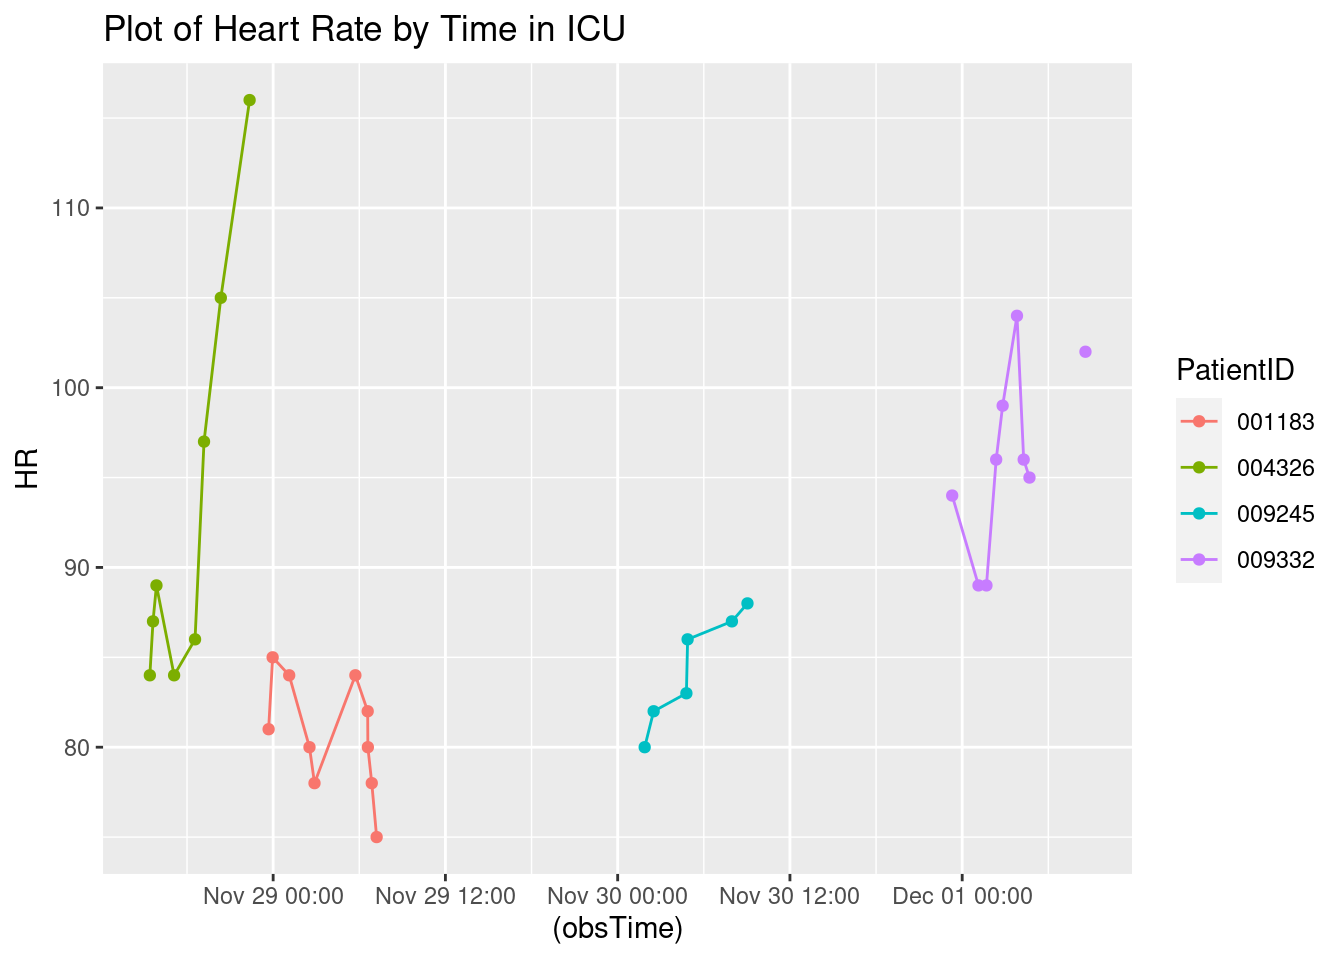 Plot of Heart Rate by Time in ICU
HR
110
100
90
80
Nov 29 00:00
Nov 29 12:00
Nov 30 00:00
Nov 30 12:00
Dec 01 00:00
(obsTime)
PatientID
001183
004326
009245
009332